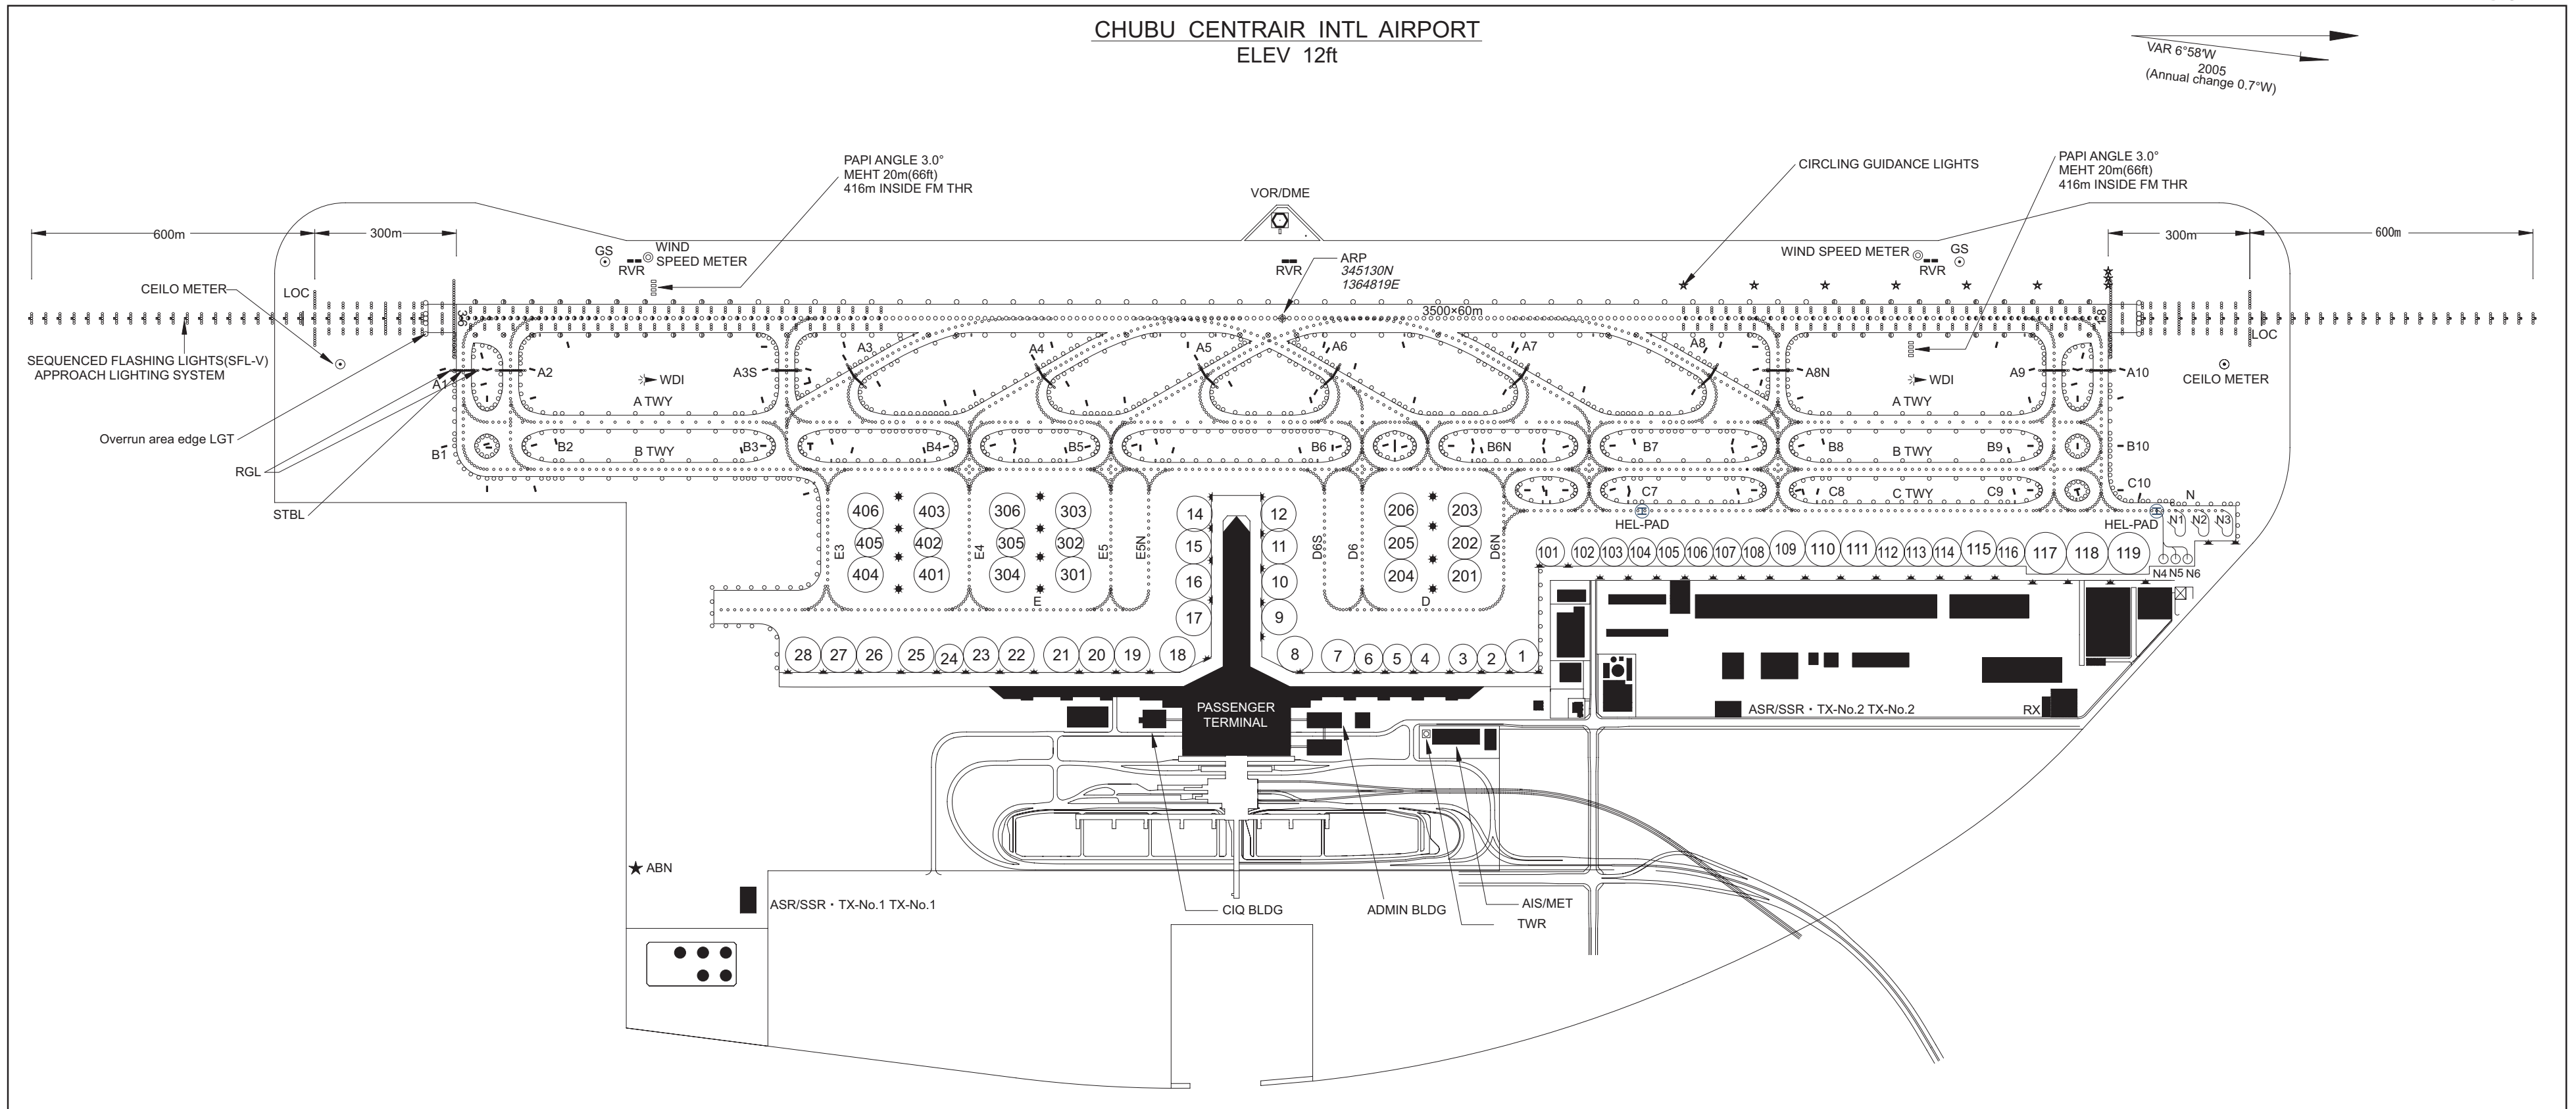 CHUBU CENTRAIR INTL AIRPORT
ELEV 12ft
VAR 6°58'W
2005
(Annual change 0.7°W)
PAPI ANGLE 3.0°
MEHT 20m(66ft)
416m INSIDE FM THR
CIRCLING GUIDANCE LIGHTS
PAPI ANGLE 3.0°
MEHT 20m(66ft)
416m INSIDE FM THR
VOR/DME
600m
300m
300m
600m
GS
RVR
WIND
SPEED METER
RVR
ARP
345130N
1364819E
WIND SPEED METER
GS
RVR
CEILO METER
LOC
36
3500×60m
18
LOC
SEQUENCED FLASHING LIGHTS(SFL-V)
APPROACH LIGHTING SYSTEM
A1
A2
WDI
A3S
A3
A4
A5
A6
A7
A8
A8N
WDI
A9
A10
CEILO METER
A TWY
A TWY
Overrun area edge LGT
B1
B2
B TWY
B3
B4
B5
B6
B6N
B7
B8
B TWY
B9
B10
RGL
STBL
C7
C8
C TWY
C9
C10
N
HEL-PAD
HEL-PAD
N1
N2
N3
406
403
306
303
14
12
206
203
405
402
305
302
15
11
205
202
404
401
304
301
16
10
204
201
17
9
E3
E4
E5
E5N
D6S
D6
D6N
E
D
101
102
103
104
105
106
107
108
109
110
111
112
113
114
115
116
117
118
119
N4
N5
N6
28
27
26
25
24
23
22
21
20
19
18
8
7
6
5
4
3
2
1
PASSENGER
TERMINAL
ASR/SSR・TX-No.2 TX-No.2
RX
ABN
ASR/SSR・TX-No.1 TX-No.1
CIQ BLDG
ADMIN BLDG
AIS/MET
TWR